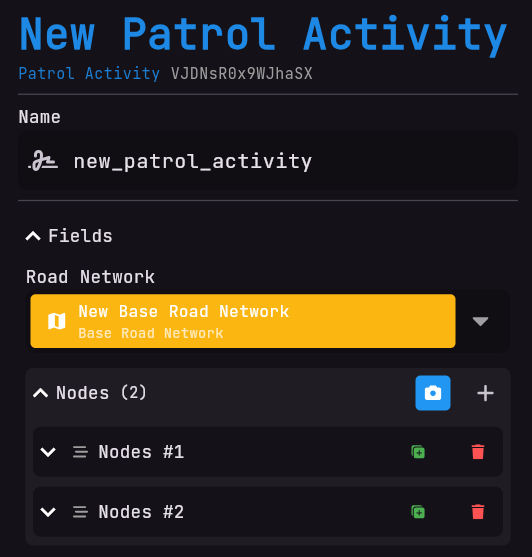 New Patrol Activity
Patrol Activity VJDNsR0x9WJhaSX
Name
new_patrol_activity
Fields
Road Network
New Base Road Network
Base Road Network
Nodes (2)
Nodes #1
Nodes #2